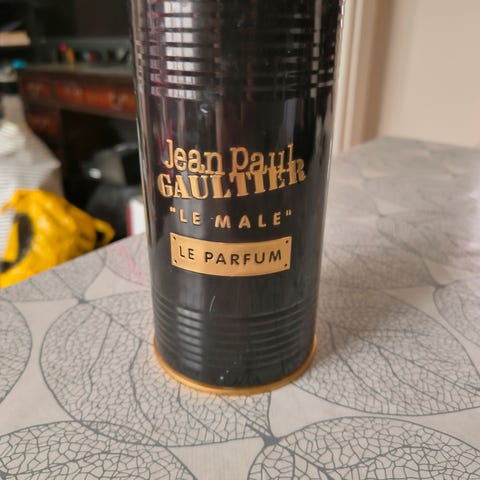 Jean Paul
GAULTIER
"LE MALE"
LE PARFUM